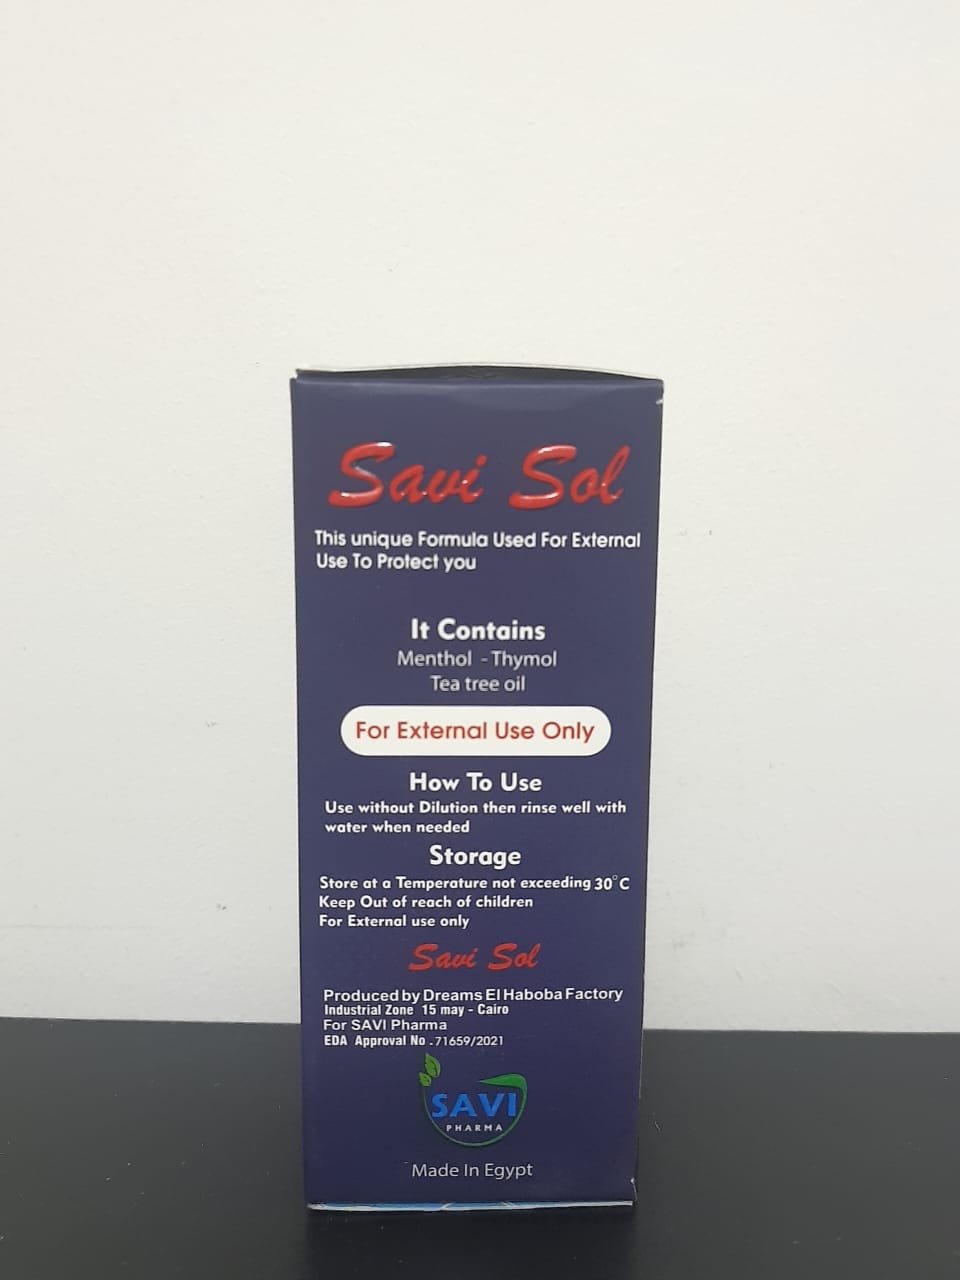 Savi Sol
This unique Formula Used For External
Use To Protect you
It Contains
Menthol - Thymol
Tea tree oil
For External Use Only
How To Use
Use without Dilution then rinse well with
water when needed
Storage
Store at a Temperature not exceeding 30°C
Keep Out of reach of children
For External use only
Savi Sol
Produced by Dreams El Haboba Factory
Industrial Zone 15 may - Cairo
For SAVI Pharma
EDA Approval No .71659/2021
SAVI
PHARMA
Made In Egypt